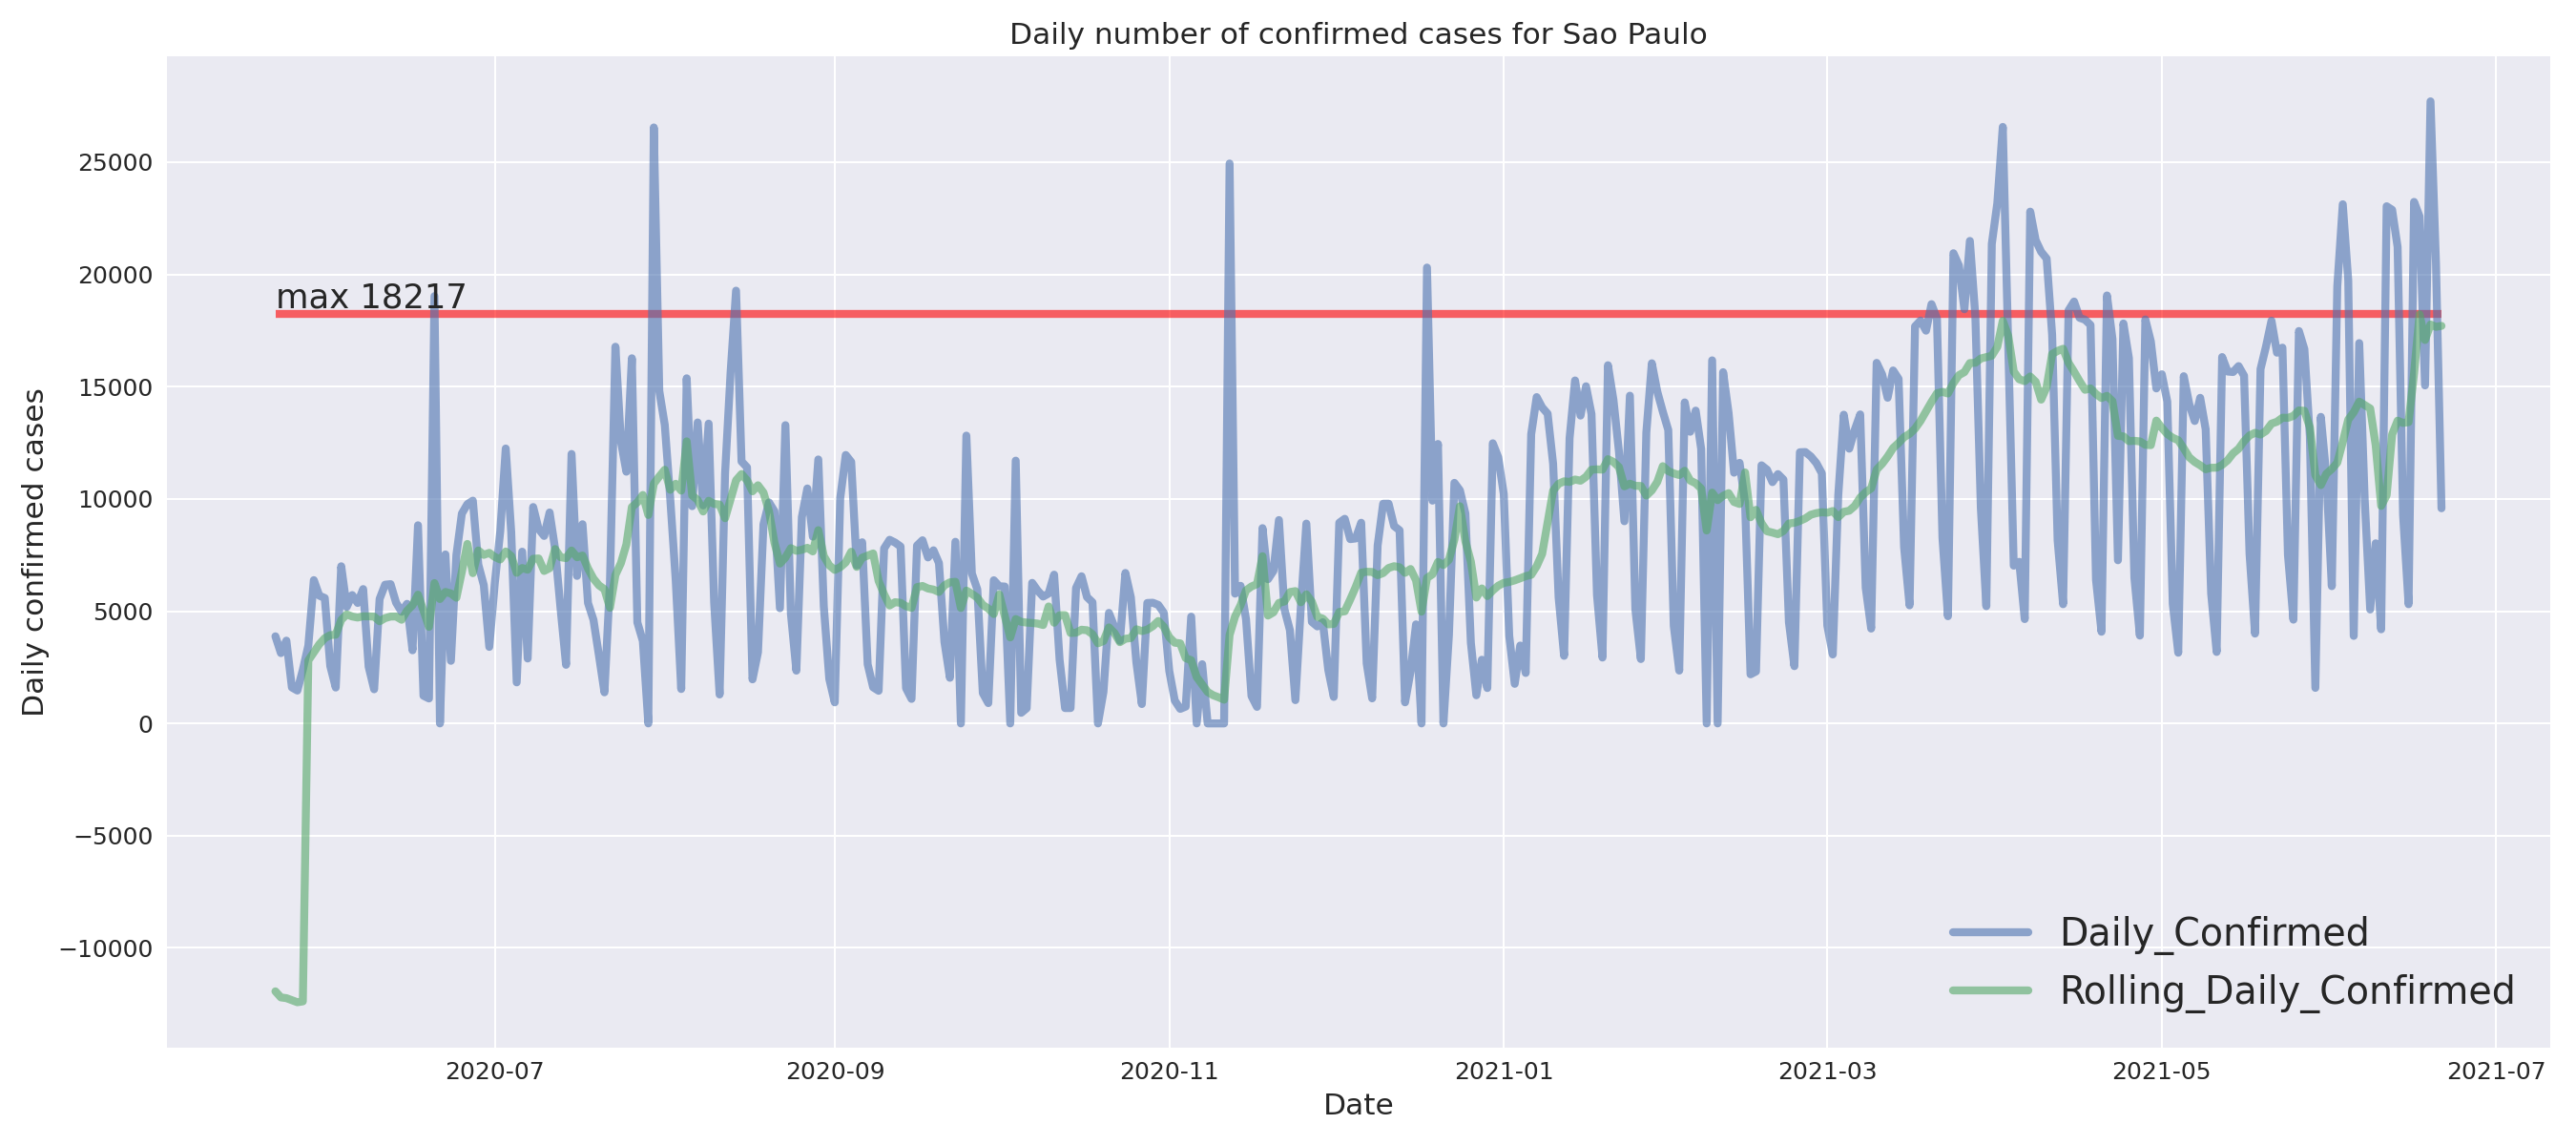 Daily number of confirmed cases for Sao Paulo
25000
20000
15000
10000
5000
0
−5000
−10000
Daily confirmed cases
max 18217
Daily_Confirmed
Rolling_Daily_Confirmed
2020-07 2020-09 2020-11 2021-01 2021-03 2021-05 2021-07
Date